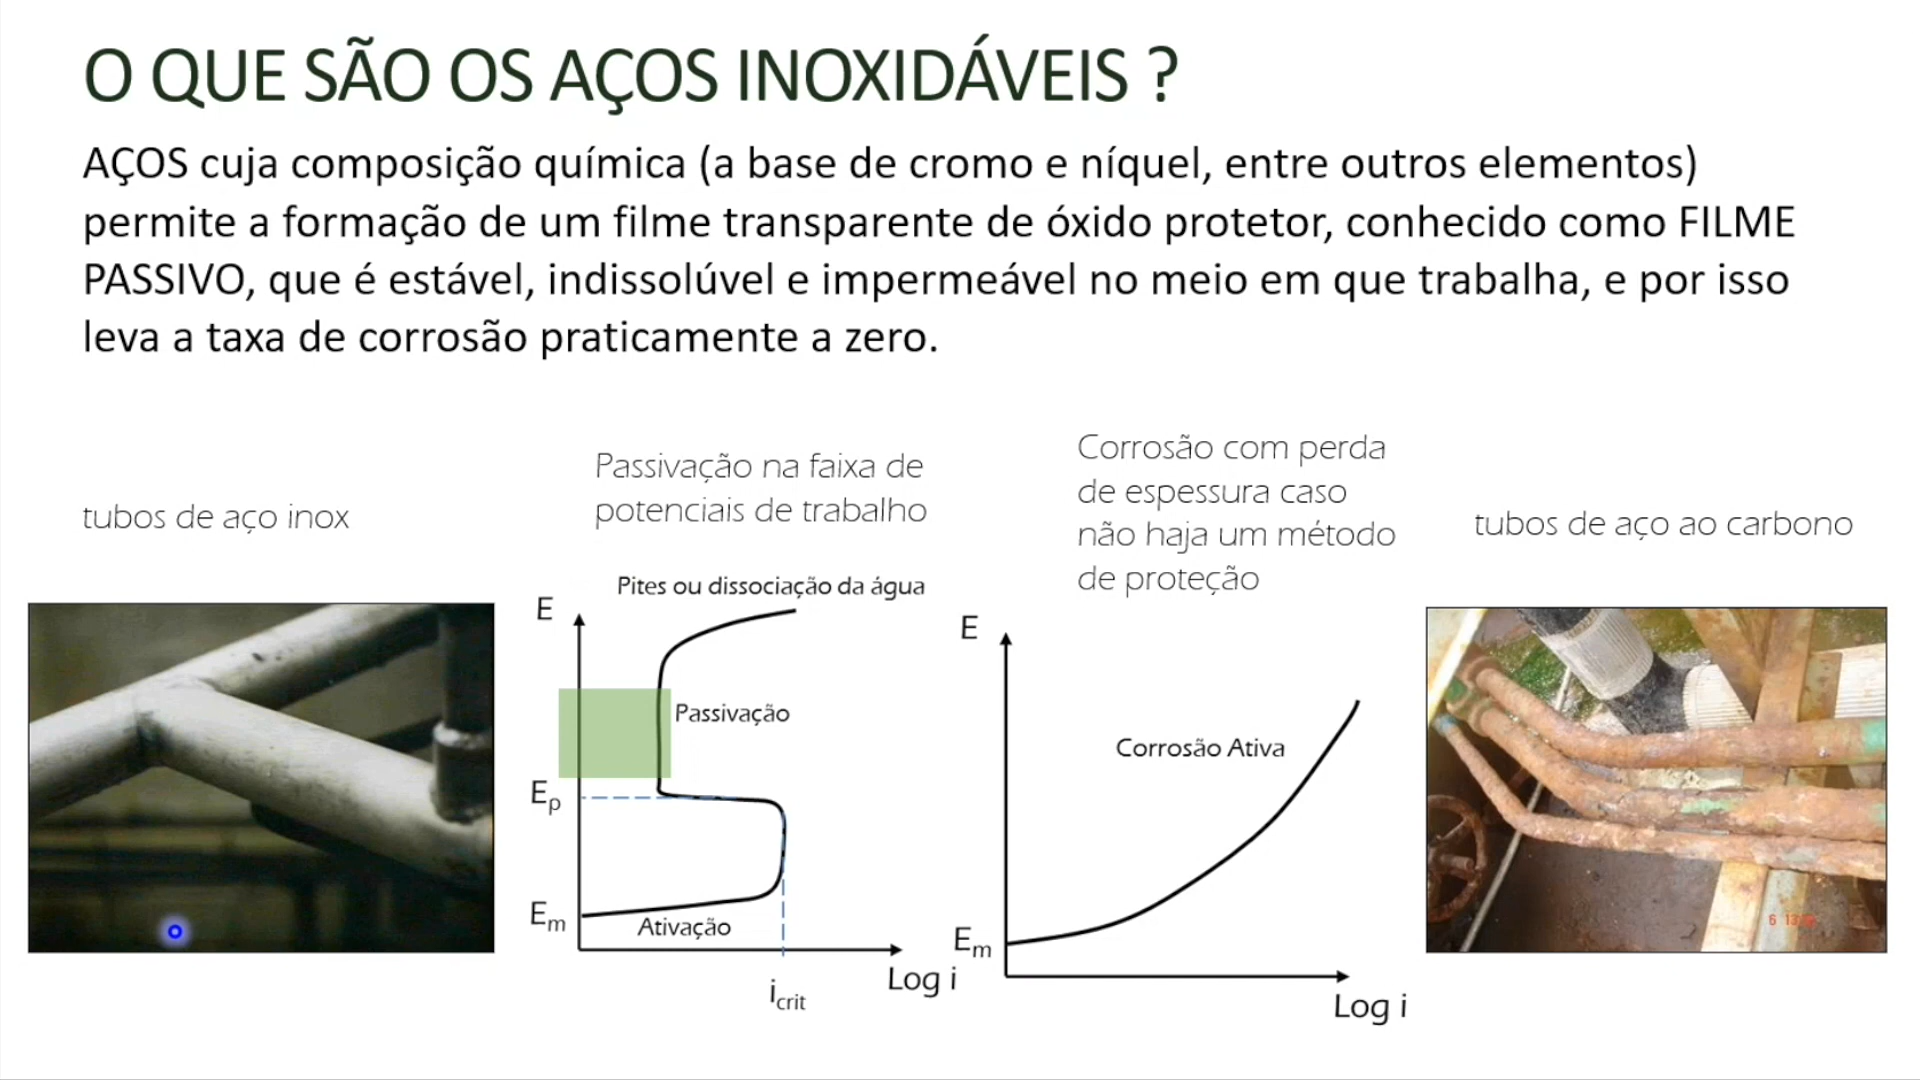 O QUE SÃO OS AÇOS INOXIDÁVEIS ?
AÇOS cuja composição química (a base de cromo e níquel, entre outros elementos)
permite a formação de um filme transparente de óxido protetor, conhecido como FILME
PASSIVO, que é estável, indissolúvel e impermeável no meio em que trabalha, e por isso
leva a taxa de corrosão praticamente a zero.
tubos de aço inox
Passivação na faixa de
potenciais de trabalho
Corrosão com perda
de espessura caso
não haja um método
de proteção
tubos de aço ao carbono
Pites ou dissociação da água
E
Passivação
Ep
Em
Ativação
Log i
icrit
E
Corrosão Ativa
Em
Log i